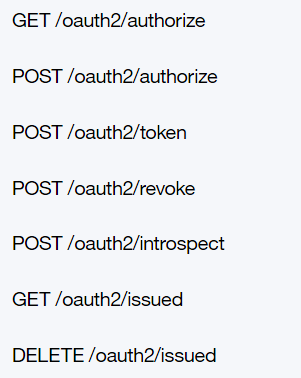 GET /oauth2/authorize
POST /oauth2/authorize
POST /oauth2/token
POST /oauth2/revoke
POST /oauth2/introspect
GET /oauth2/issued
DELETE /oauth2/issued